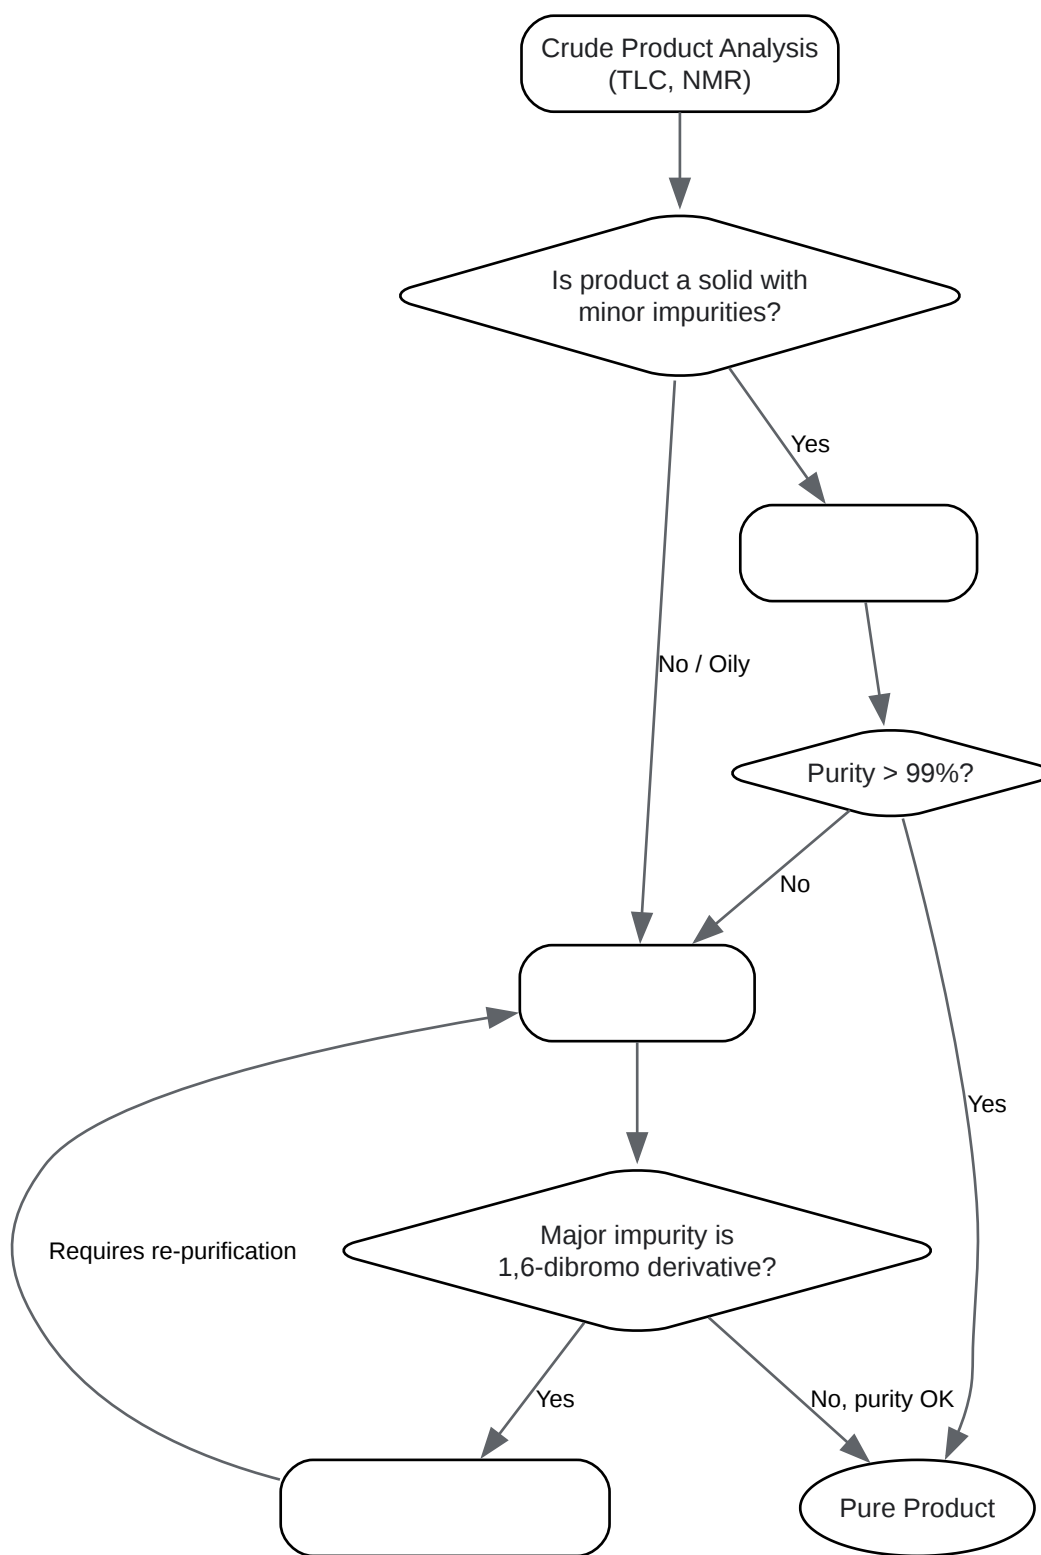 Crude Product Analysis
(TLC, NMR)
Is product a solid with
minor impurities?
Yes
No / Oily
Purity > 99%?
No
Yes
Major impurity is
1,6-dibromo derivative?
Requires re-purification
Yes
No, purity OK
Pure Product